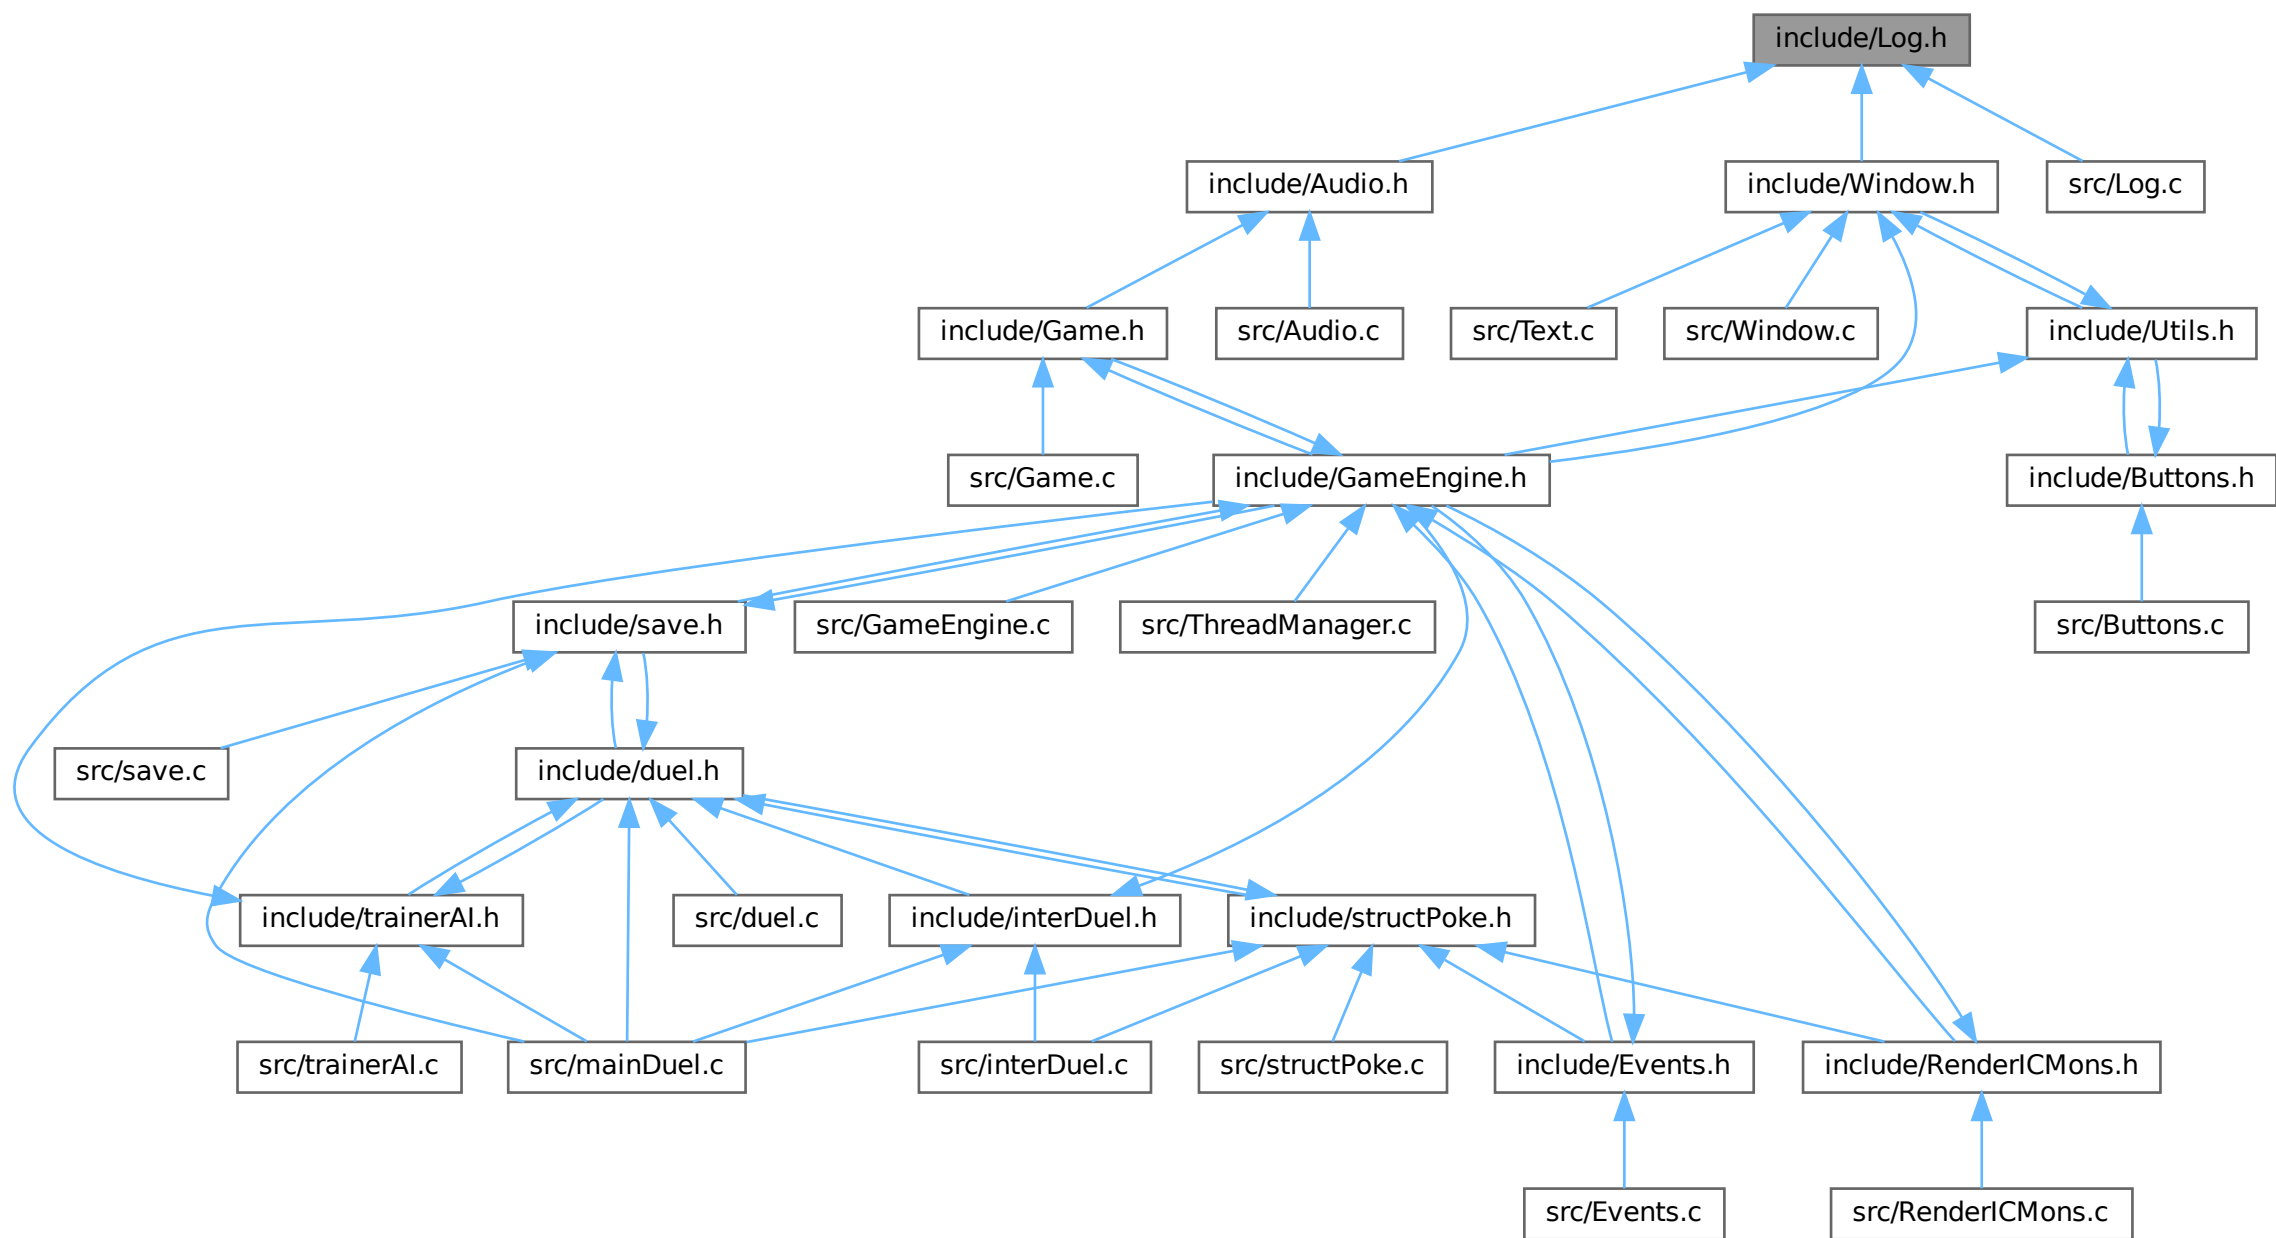 include/Log.h
include/Audio.h
include/Window.h
src/Log.c
include/Game.h
src/Audio.c
src/Text.c
src/Window.c
include/Utils.h
src/Game.c
include/GameEngine.h
include/Buttons.h
include/save.h
src/GameEngine.c
src/ThreadManager.c
src/Buttons.c
src/save.c
include/duel.h
include/trainerAI.h
src/duel.c
include/interDuel.h
include/structPoke.h
src/trainerAI.c
src/mainDuel.c
src/interDuel.c
src/structPoke.c
include/Events.h
include/RenderICMons.h
src/Events.c
src/RenderICMons.c